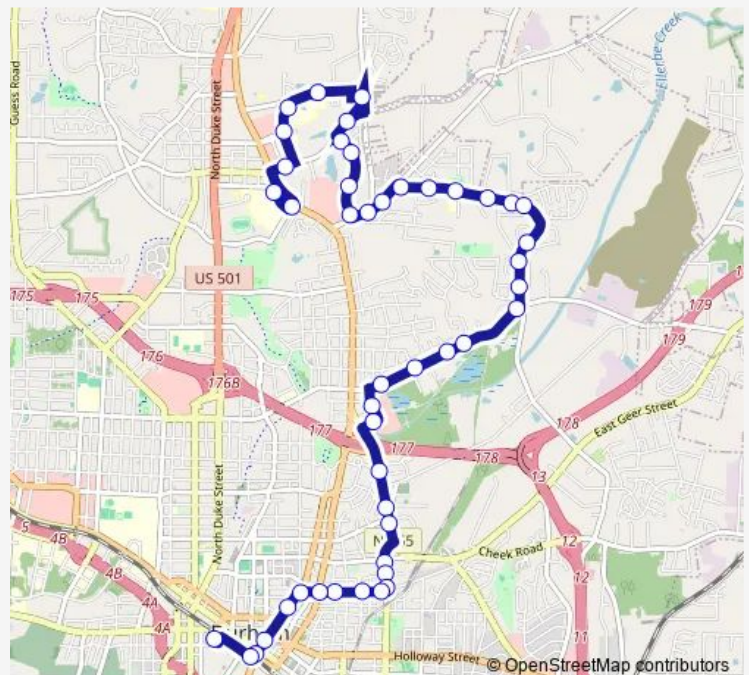 Guess Road
North Duke Street
Ellerbe Creek
US 501
175
175
179
179
176
176B
177
177
178
178
East Geer Street
13
North Duke Street
5
4B
4B
Cheek Road
12
12
4A
4A
11
Holloway Street
© OpenStreetMap contributors